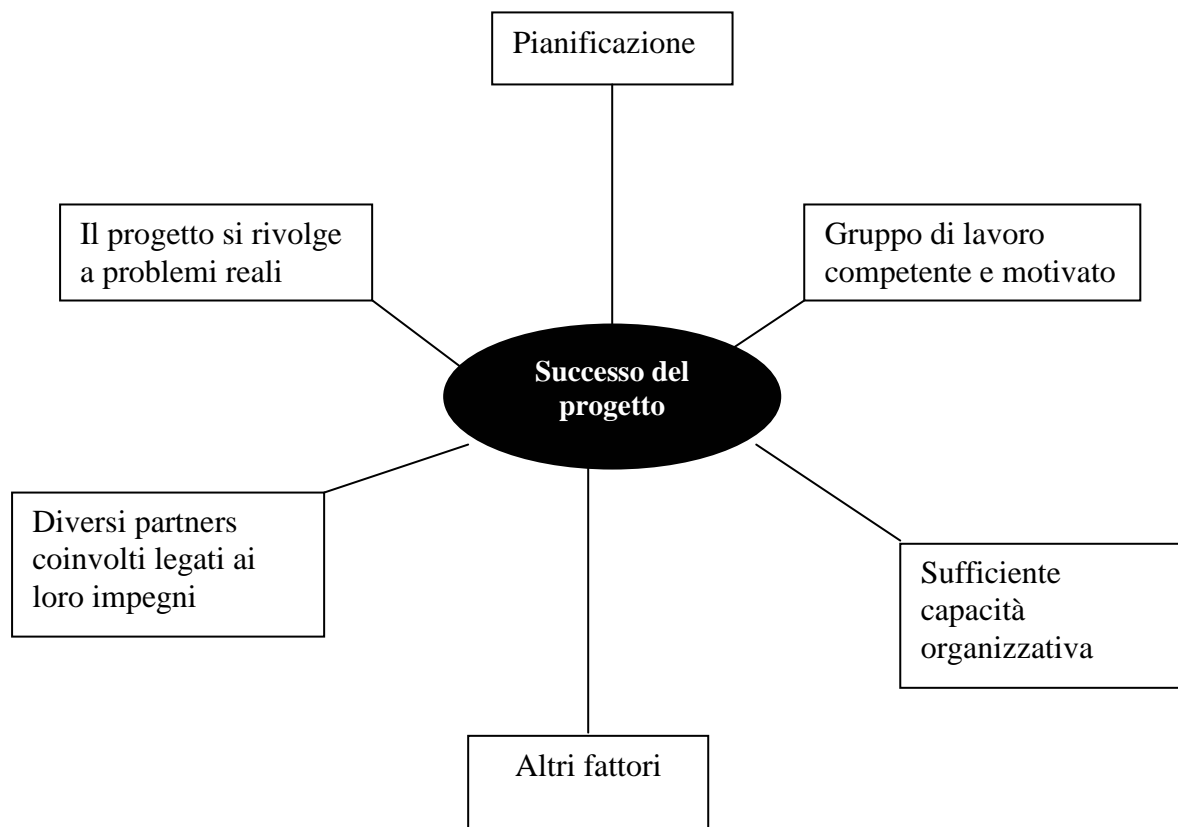 Pianificazione
Il progetto si rivolge
a problemi reali
Gruppo di lavoro
competente e motivato
Successo del
progetto
Diversi partners
coinvolti legati ai
loro impegni
Sufficiente
capacità
organizzativa
Altri fattori